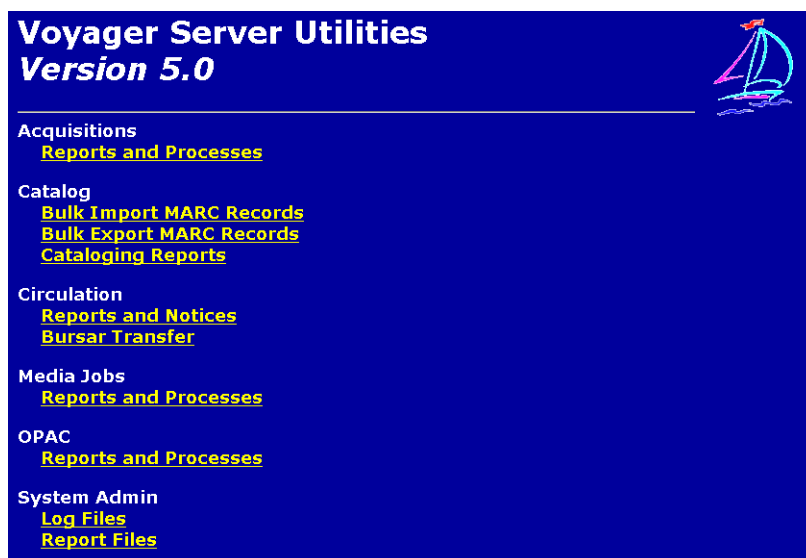 Voyager Server Utilities
Version 5.0
Acquisitions
Reports and Processes
Catalog
Bulk Import MARC Records
Bulk Export MARC Records
Cataloging Reports
Circulation
Reports and Notices
Bursar Transfer
Media Jobs
Reports and Processes
OPAC
Reports and Processes
System Admin
Log Files
Report Files